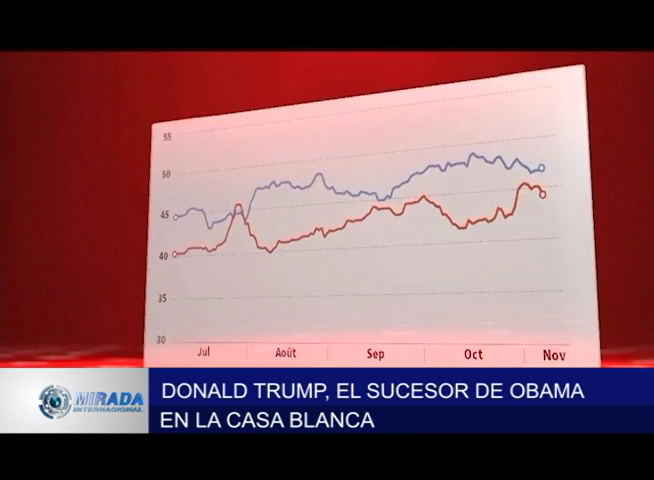 55
50
45
40
35
30
Jul
Août
Sep
Oct
Nov
MIRADA
INTERNACIONAL
DONALD TRUMP, EL SUCESOR DE OBAMA
EN LA CASA BLANCA